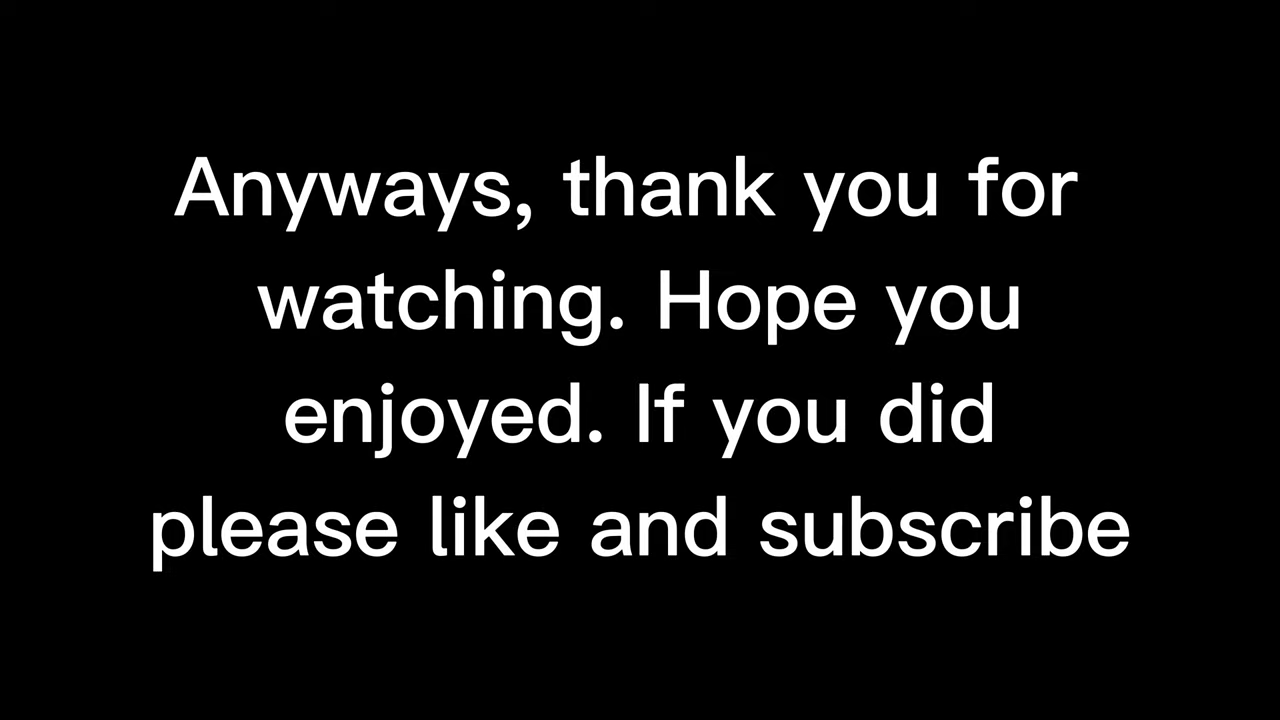 Anyways, thank you for
watching. Hope you
enjoyed. If you did
please like and subscribe